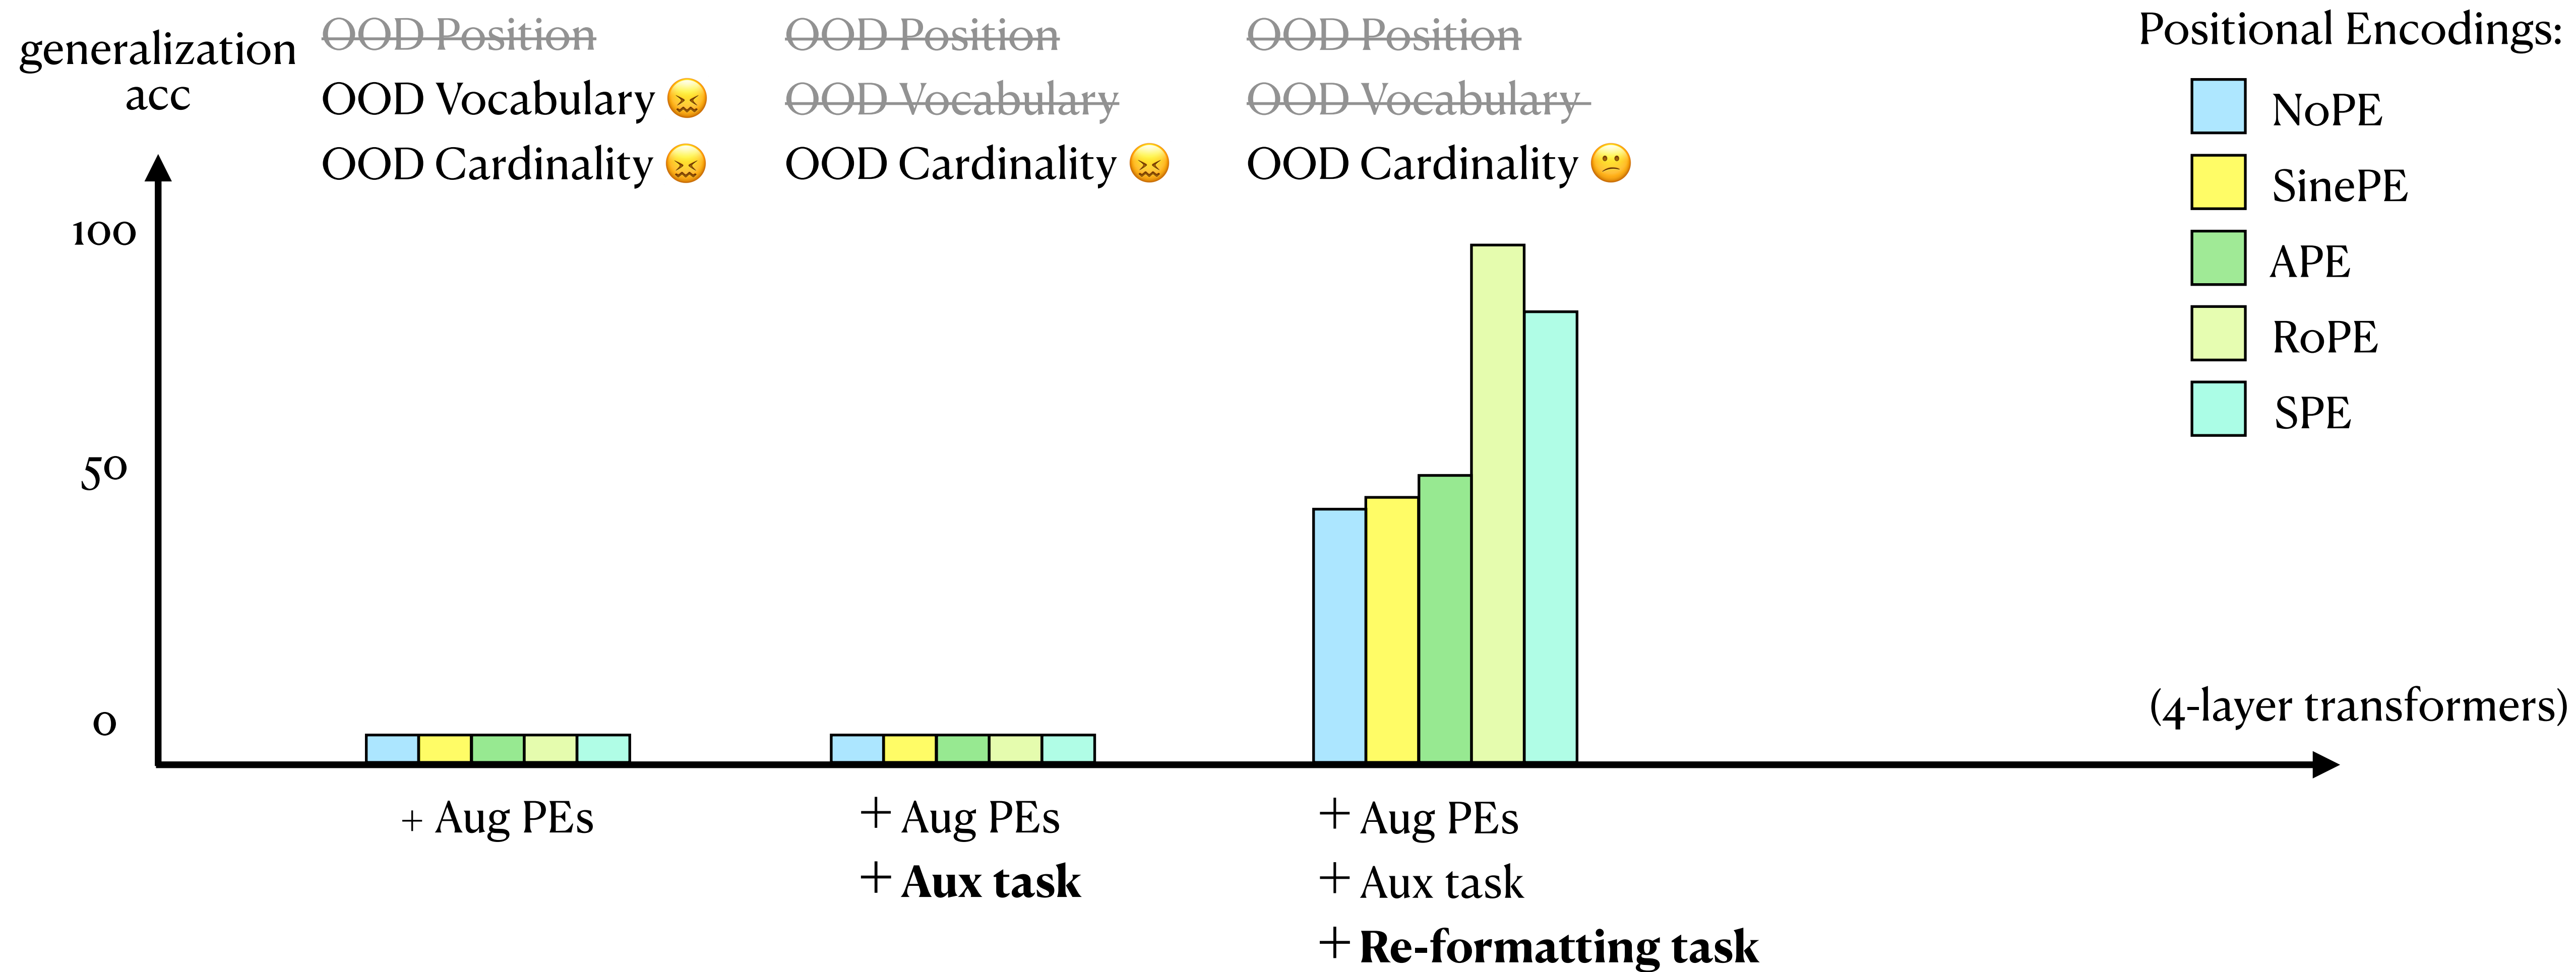 generalization
acc
OOD Position
OOD Vocabulary 😖
OOD Cardinality 😖
OOD Position
OOD Vocabulary
OOD Cardinality 😖
OOD Position
OOD Vocabulary
OOD Cardinality 😕
Positional Encodings:
NoPE
SinePE
APE
RoPE
SPE
100
50
0
(4-layer transformers)
+ Aug PEs
+ Aug PEs
+ Aux task
+ Aug PEs
+ Aux task
+ Re-formatting task